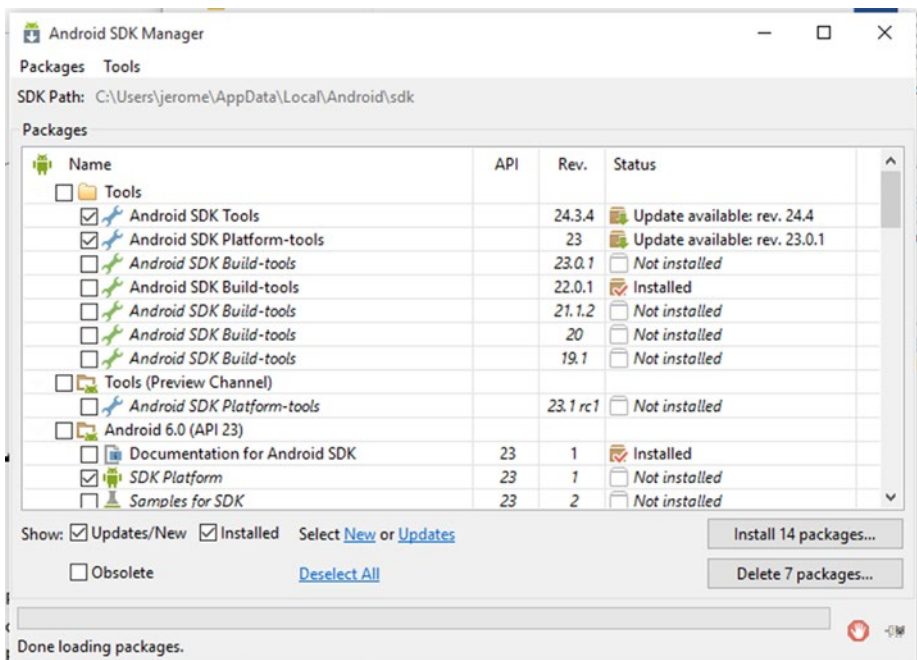 Android SDK Manager
Packages Tools
SDK Path: C:\Users\jerome\AppData\Local\Android\sdk
Packages
Name API Rev. Status
Tools
Android SDK Tools 24.3.4 Update available: rev. 24.4
Android SDK Platform-tools 23 Update available: rev. 23.0.1
Android SDK Build-tools 23.0.1 Not installed
Android SDK Build-tools 22.0.1 Installed
Android SDK Build-tools 21.1.2 Not installed
Android SDK Build-tools 20 Not installed
Android SDK Build-tools 19.1 Not installed
Tools (Preview Channel)
Android SDK Platform-tools 23.1 rc1 Not installed
Android 6.0 (API 23)
Documentation for Android SDK 23 1 Installed
SDK Platform 23 1 Not installed
Samples for SDK 23 2 Not installed
Show: Updates/New Installed Select New or Updates Install 14 packages...
Obsolete Deselect All Delete 7 packages...
Done loading packages.